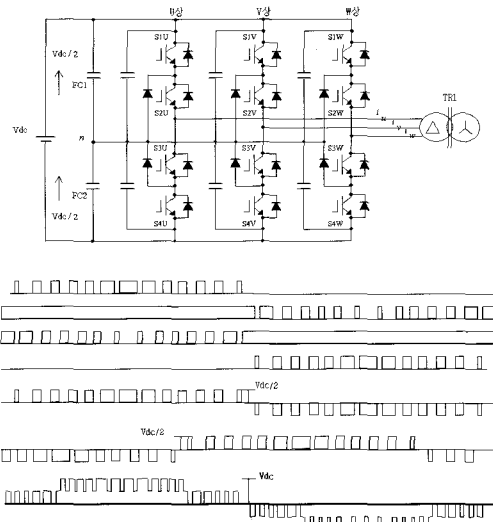 U상 V상 W상
S1U S1V S1W
Vdc/2
FC1
S2U S2V S2W
TR1
i u
i v
i w
Vdc
n
S3U S3V S3W
FC2
Vdc/2
S4U S4V S4W
Vdc/2
Vdc/2
Vdc